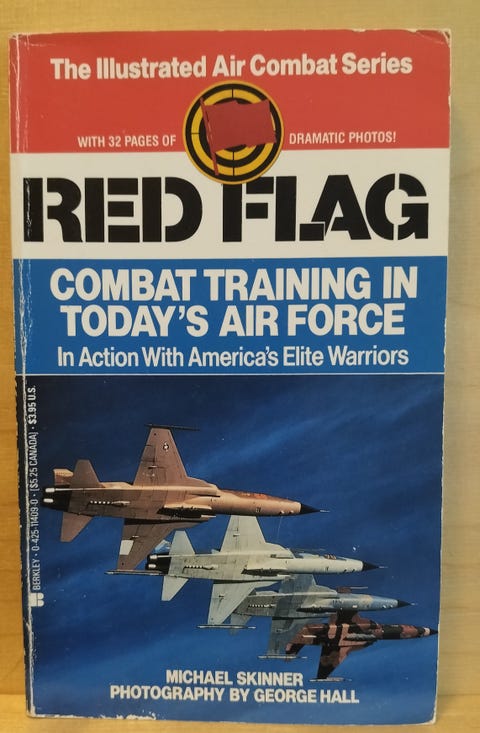 The Illustrated Air Combat Series
WITH 32 PAGES OF DRAMATIC PHOTOS!
RED FLAG
COMBAT TRAINING IN
TODAY'S AIR FORCE
In Action With America's Elite Warriors
BERKLEY • 0-425-11409-0 • [$5.25 CANADA] • $3.95 U.S.
MICHAEL SKINNER
PHOTOGRAPHY BY GEORGE HALL